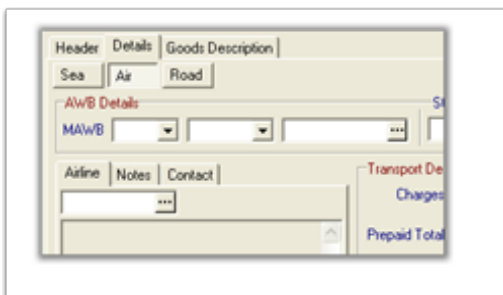 Header Details Goods Description
Sea Air Road
AWB Details
MAWB
Airline Notes Contact
Transport De
Charges
Prepaid Total